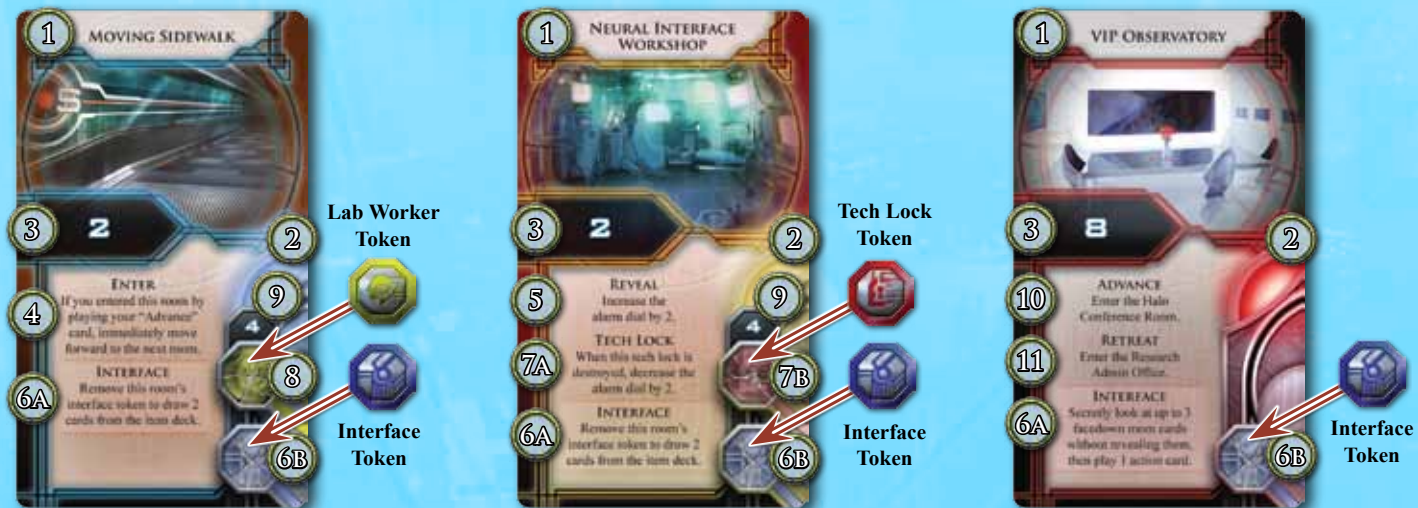 1
MOVING SIDEWALK
S
3
2
2
Lab Worker
Token
4
ENTER
If you entered this room by
playing your “Advance”
card, immediately move
forward to the next room.
9
4
8
6A
INTERFACE
Remove this room’s
interface token to draw 2
cards from the item deck.
6B
Interface
Token
1
NEURAL INTERFACE
WORKSHOP
3
2
2
Tech Lock
Token
5
REVEAL
Increase the
alarm dial by 2.
9
4
7A
TECH LOCK
When this tech lock is
destroyed, decrease the
alarm dial by 2.
7B
6A
INTERFACE
Remove this room’s
interface token to draw 2
cards from the item deck.
6B
Interface
Token
1
VIP OBSERVATORY
3
8
2
10
ADVANCE
Enter the Halo
Conference Room.
11
RETREAT
Enter the Research
Admin Office.
6A
INTERFACE
Secretly look at up to 3
facedown room cards
without revealing them,
then play 1 action card.
6B
Interface
Token